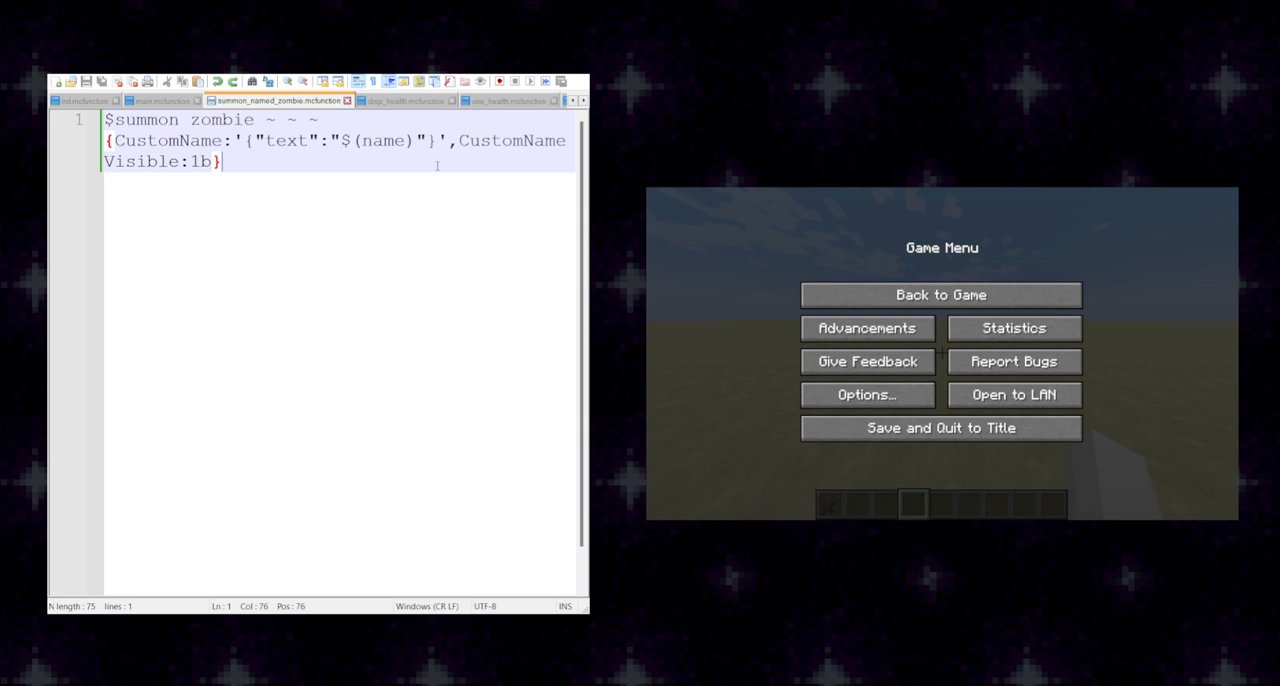 init.mcfunction
main.mcfunction
summon_named_zombie.mcfunction
disp_health.mcfunction
use_health.mcfunction
1
$summon zombie ~ ~ ~
{CustomName:'{"text":"$(name)"}',CustomName
Visible:1b}
N length : 75
lines : 1
Ln : 1
Col : 76
Pos : 76
Windows (CR LF)
UTF-8
INS
Game Menu
Back to Game
Advancements
Statistics
Give Feedback
Report Bugs
Options...
Open to LAN
Save and Quit to Title